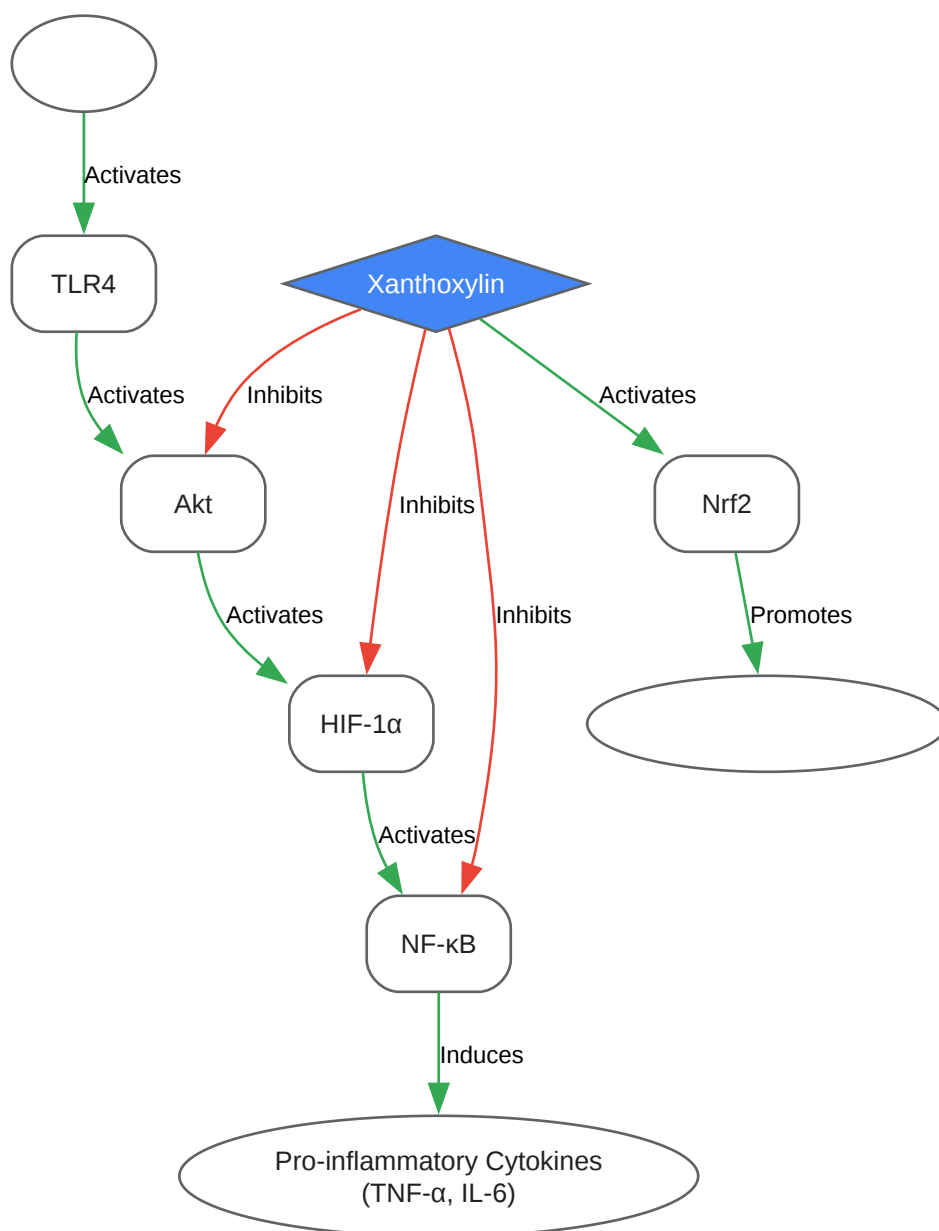 Activates
TLR4
Xanthoxylin
Activates
Inhibits
Activates
Inhibits
Akt
Nrf2
Activates
Inhibits
Promotes
HIF-1α
Activates
NF-κB
Induces
Pro-inflammatory Cytokines
(TNF-α, IL-6)